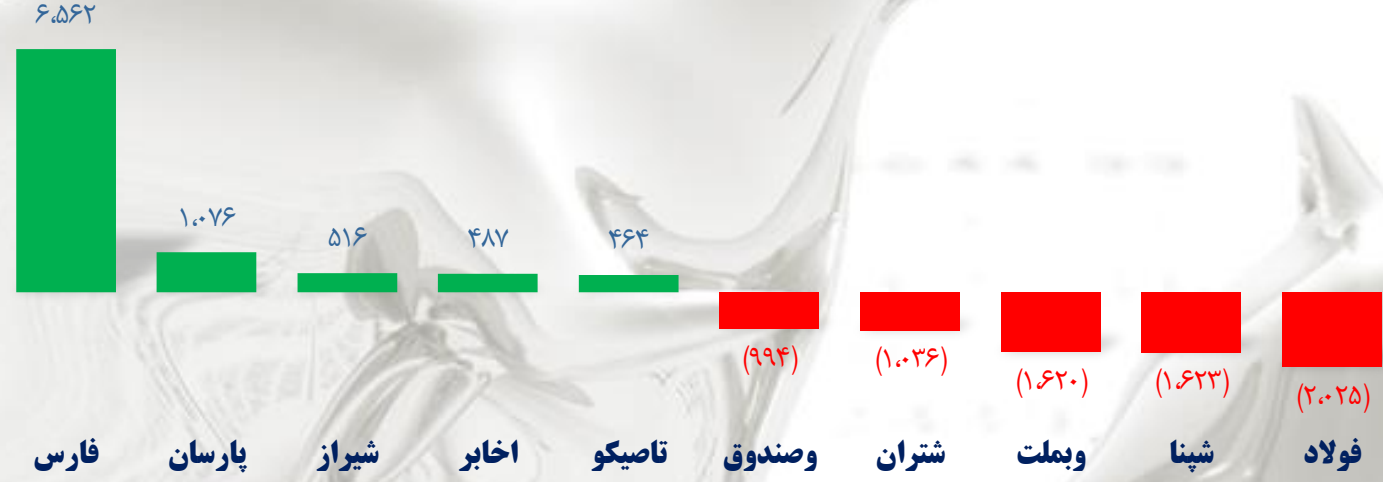 ۶،۵۶۲
۱،۰۷۶
۵۱۶
۴۸۷
۴۶۴
(۹۹۴)
(۱،۰۳۶)
(۱،۶۲۰)
(۱،۶۲۳)
(۲،۰۲۵)
فارس
پارسان
شیراز
اخابر
تاصیکو
وصندوق
شتران
وبملت
شپنا
فولاد